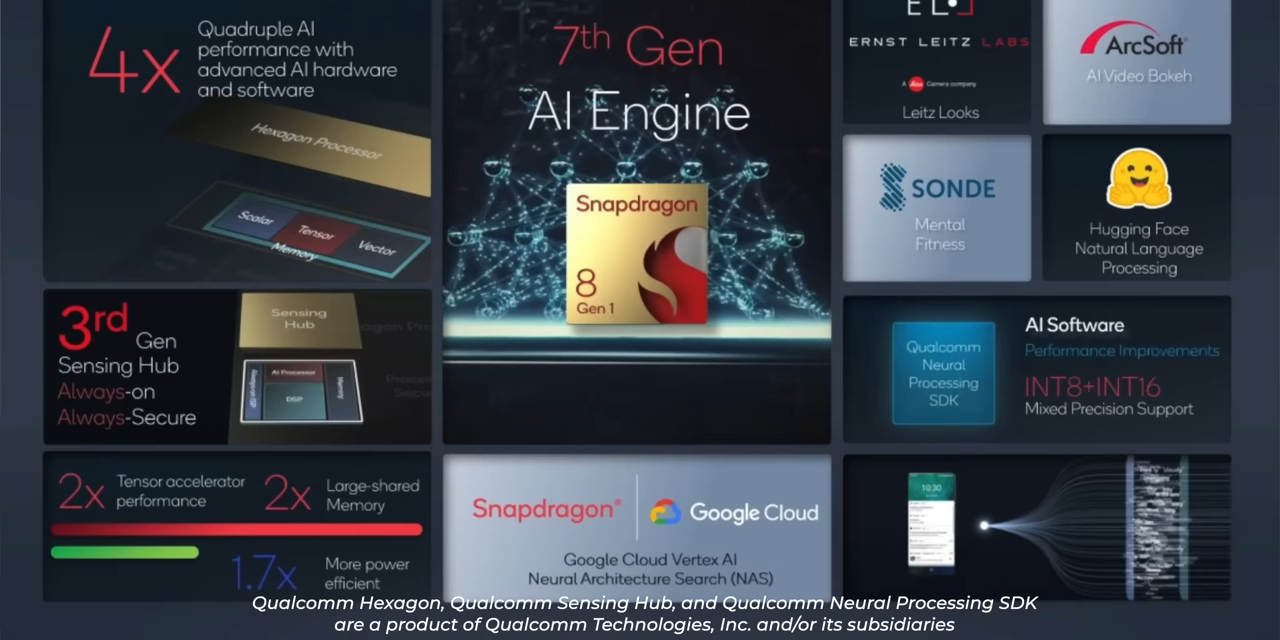 4x
Quadruple AI
performance with
advanced AI hardware
and software
Hexagon Processor
Scalar
Tensor
Vector
Memory
3rd Gen
Sensing Hub
Always-on
Always-Secure
Sensing
Hub
AI Processor
DSP
Memory
2x
Tensor accelerator
performance
2x
Large-shared
Memory
1.7x
More power
efficient
7th Gen
AI Engine
Snapdragon
8
Gen 1
Snapdragon®
Google Cloud
Google Cloud Vertex AI
Neural Architecture Search (NAS)
ERNST LEITZ LABS
A Leica Camera company
Leitz Looks
ArcSoft®
AI Video Bokeh
SONDE
Mental
Fitness
Hugging Face
Natural Language
Processing
Qualcomm
Neural
Processing
SDK
AI Software
Performance Improvements
INT8+INT16
Mixed Precision Support
10:30
Qualcomm Hexagon, Qualcomm Sensing Hub, and Qualcomm Neural Processing SDK
are a product of Qualcomm Technologies, Inc. and/or its subsidiaries